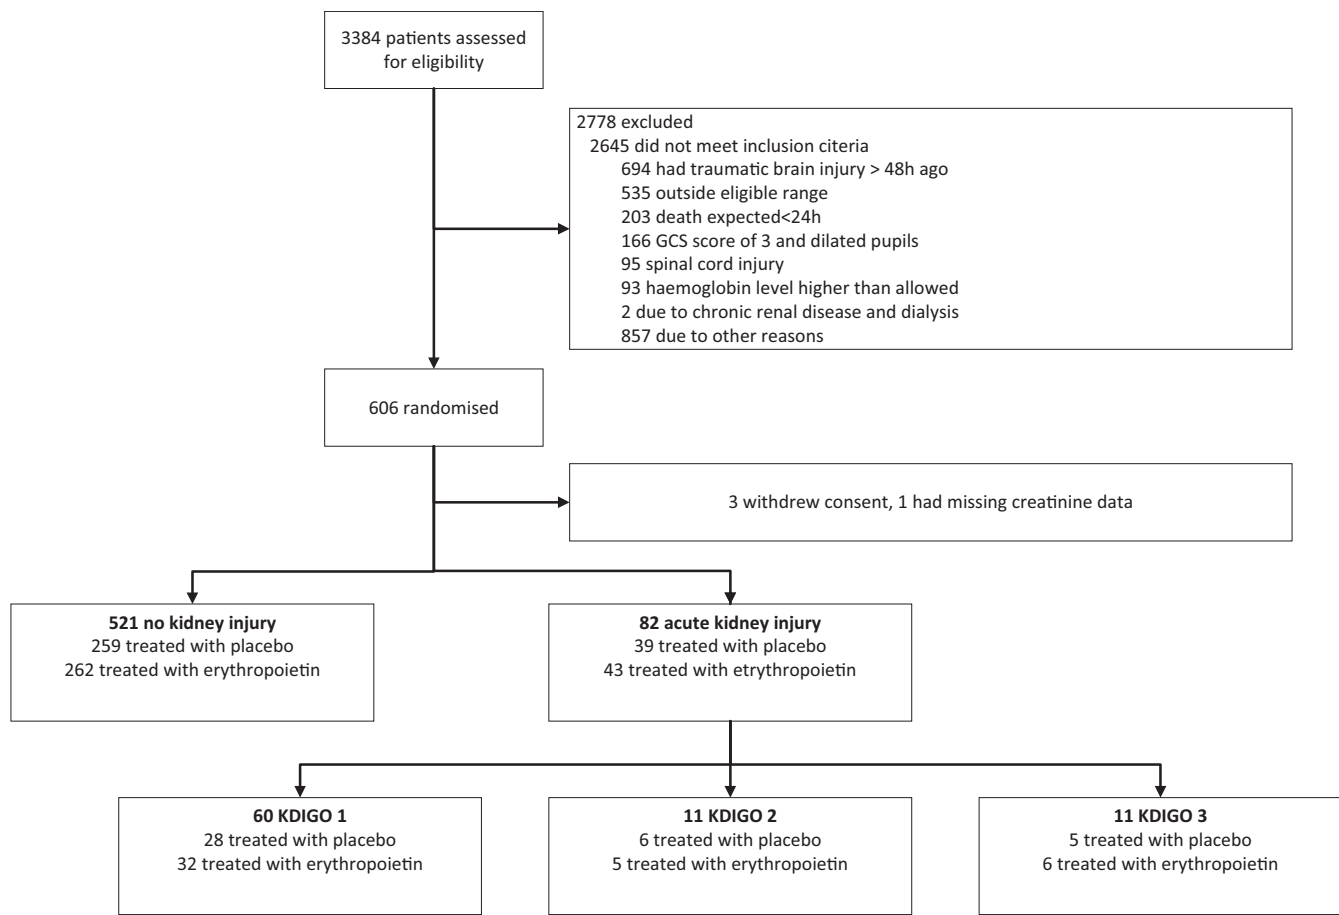 3384 patients assessed
for eligibility
2778 excluded
2645 did not meet inclusion citeria
694 had traumatic brain injury > 48h ago
535 outside eligible range
203 death expected<24h
166 GCS score of 3 and dilated pupils
95 spinal cord injury
93 haemoglobin level higher than allowed
2 due to chronic renal disease and dialysis
857 due to other reasons
606 randomised
3 withdrew consent, 1 had missing creatinine data
521 no kidney injury
259 treated with placebo
262 treated with erythropoietin
82 acute kidney injury
39 treated with placebo
43 treated with etrythropoietin
60 KDIGO 1
28 treated with placebo
32 treated with erythropoietin
11 KDIGO 2
6 treated with placebo
5 treated with erythropoietin
11 KDIGO 3
5 treated with placebo
6 treated with erythropoietin